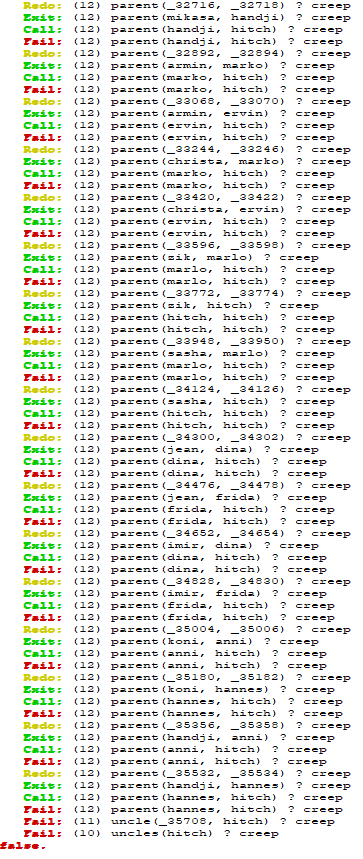 Redo: (12) parent(_32716, _32718) ? creep
Exit: (12) parent(mikasa, handji) ? creep
Call: (12) parent(handji, hitch) ? creep
Fail: (12) parent(handji, hitch) ? creep
Redo: (12) parent(_32892, _32894) ? creep
Exit: (12) parent(armin, marko) ? creep
Call: (12) parent(marko, hitch) ? creep
Fail: (12) parent(marko, hitch) ? creep
Redo: (12) parent(_33068, _33070) ? creep
Exit: (12) parent(armin, ervin) ? creep
Call: (12) parent(ervin, hitch) ? creep
Fail: (12) parent(ervin, hitch) ? creep
Redo: (12) parent(_33244, _33246) ? creep
Exit: (12) parent(christa, marko) ? creep
Call: (12) parent(marko, hitch) ? creep
Fail: (12) parent(marko, hitch) ? creep
Redo: (12) parent(_33420, _33422) ? creep
Exit: (12) parent(christa, ervin) ? creep
Call: (12) parent(ervin, hitch) ? creep
Fail: (12) parent(ervin, hitch) ? creep
Redo: (12) parent(_33596, _33598) ? creep
Exit: (12) parent(zik, marlo) ? creep
Call: (12) parent(marlo, hitch) ? creep
Fail: (12) parent(marlo, hitch) ? creep
Redo: (12) parent(_33772, _33774) ? creep
Exit: (12) parent(zik, hitch) ? creep
Call: (12) parent(hitch, hitch) ? creep
Fail: (12) parent(hitch, hitch) ? creep
Redo: (12) parent(_33948, _33950) ? creep
Exit: (12) parent(sasha, marlo) ? creep
Call: (12) parent(marlo, hitch) ? creep
Fail: (12) parent(marlo, hitch) ? creep
Redo: (12) parent(_34124, _34126) ? creep
Exit: (12) parent(sasha, hitch) ? creep
Call: (12) parent(hitch, hitch) ? creep
Fail: (12) parent(hitch, hitch) ? creep
Redo: (12) parent(_34300, _34302) ? creep
Exit: (12) parent(jean, dina) ? creep
Call: (12) parent(dina, hitch) ? creep
Fail: (12) parent(dina, hitch) ? creep
Redo: (12) parent(_34476, _34478) ? creep
Exit: (12) parent(jean, frida) ? creep
Call: (12) parent(frida, hitch) ? creep
Fail: (12) parent(frida, hitch) ? creep
Redo: (12) parent(_34652, _34654) ? creep
Exit: (12) parent(imir, dina) ? creep
Call: (12) parent(dina, hitch) ? creep
Fail: (12) parent(dina, hitch) ? creep
Redo: (12) parent(_34828, _34830) ? creep
Exit: (12) parent(imir, frida) ? creep
Call: (12) parent(frida, hitch) ? creep
Fail: (12) parent(frida, hitch) ? creep
Redo: (12) parent(_35004, _35006) ? creep
Exit: (12) parent(koni, anni) ? creep
Call: (12) parent(anni, hitch) ? creep
Fail: (12) parent(anni, hitch) ? creep
Redo: (12) parent(_35180, _35182) ? creep
Exit: (12) parent(koni, hannes) ? creep
Call: (12) parent(hannes, hitch) ? creep
Fail: (12) parent(hannes, hitch) ? creep
Redo: (12) parent(_35356, _35358) ? creep
Exit: (12) parent(handji, anni) ? creep
Call: (12) parent(anni, hitch) ? creep
Fail: (12) parent(anni, hitch) ? creep
Redo: (12) parent(_35532, _35534) ? creep
Exit: (12) parent(handji, hannes) ? creep
Call: (12) parent(hannes, hitch) ? creep
Fail: (12) parent(hannes, hitch) ? creep
Fail: (11) uncle(_35708, hitch) ? creep
Fail: (10) uncles(hitch) ? creep
false.